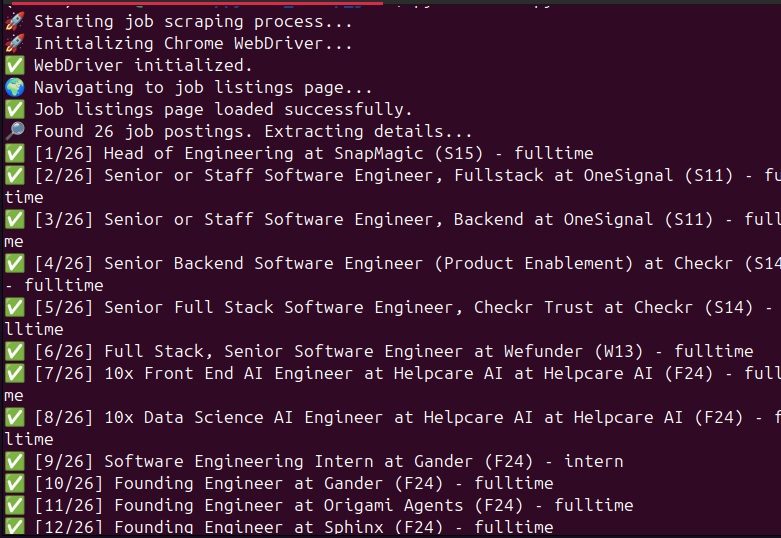 🚀 Starting job scraping process...
🚀 Initializing Chrome WebDriver...
✅ WebDriver initialized.
🌍 Navigating to job listings page...
✅ Job listings page loaded successfully.
🔎 Found 26 job postings. Extracting details...
✅ [1/26] Head of Engineering at SnapMagic (S15) - fulltime
✅ [2/26] Senior or Staff Software Engineer, Fullstack at OneSignal (S11) - fu
time
✅ [3/26] Senior or Staff Software Engineer, Backend at OneSignal (S11) - full
me
✅ [4/26] Senior Backend Software Engineer (Product Enablement) at Checkr (S14
- fulltime
✅ [5/26] Senior Full Stack Software Engineer, Checkr Trust at Checkr (S14) -
lltime
✅ [6/26] Full Stack, Senior Software Engineer at Wefunder (W13) - fulltime
✅ [7/26] 10x Front End AI Engineer at Helpcare AI at Helpcare AI (F24) - full
me
✅ [8/26] 10x Data Science AI Engineer at Helpcare AI at Helpcare AI (F24) - f
ltime
✅ [9/26] Software Engineering Intern at Gander (F24) - intern
✅ [10/26] Founding Engineer at Gander (F24) - fulltime
✅ [11/26] Founding Engineer at Origami Agents (F24) - fulltime
✅ [12/26] Founding Engineer at Sphinx (F24) - fulltime